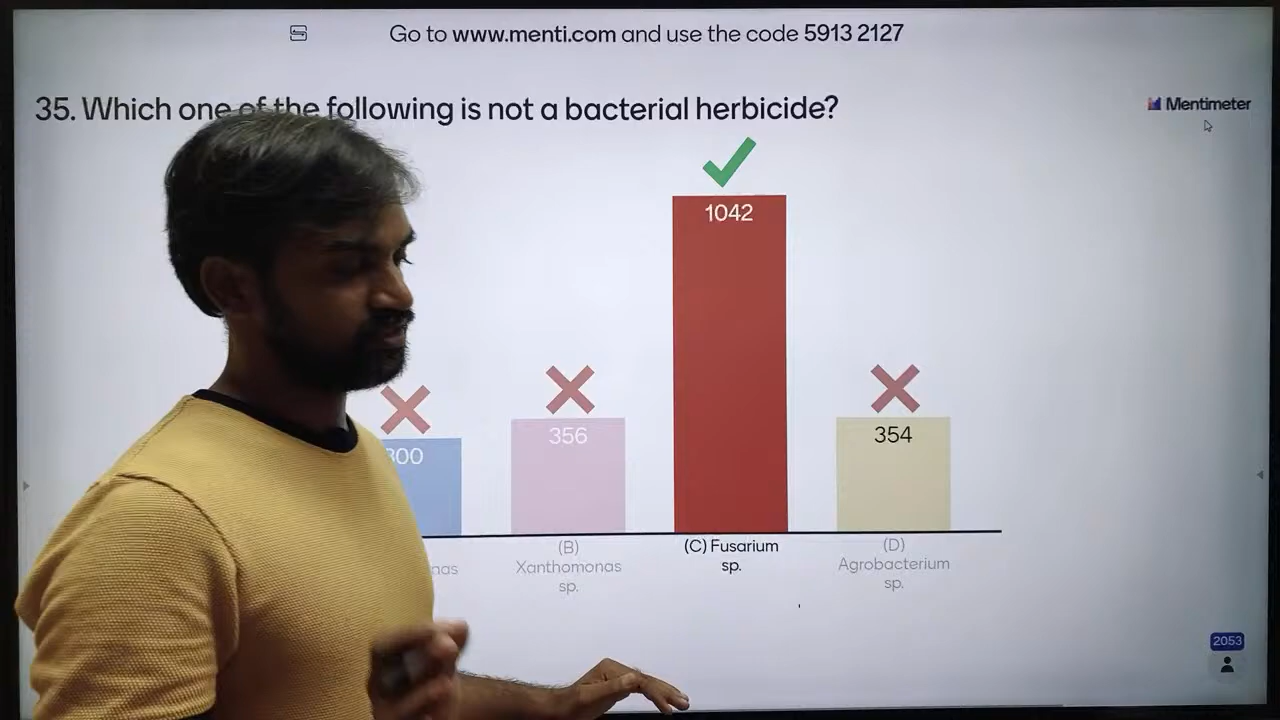 Go to www.menti.com and use the code 5913 2127
35. Which one of the following is not a bacterial herbicide?
Mentimeter
1042
356
354
(B)
Xanthomonas
sp.
(C) Fusarium
sp.
(D)
Agrobacterium
sp.
2053